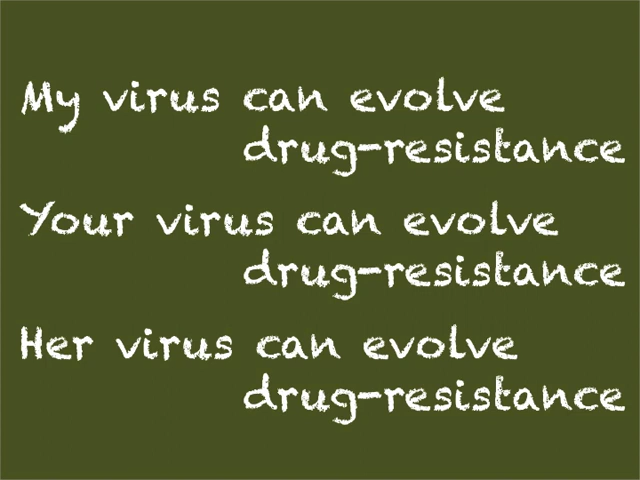 My virus can evolve
drug-resistance
Your virus can evolve
drug-resistance
Her virus can evolve
drug-resistance